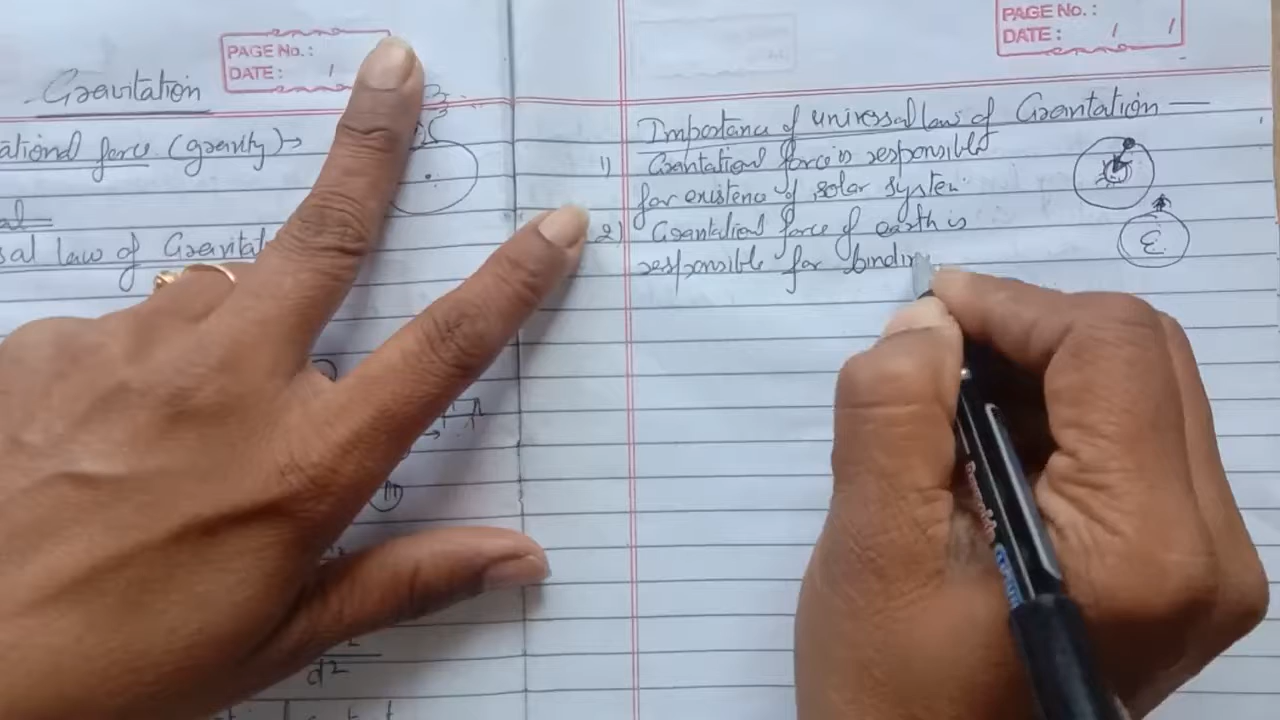 PAGE No.:
DATE: / 
Gravitation
ational force (gravity)→
al
sal law of Gravitat
d²
PAGE No.:
DATE: / /
Importance of universal law of Gravitation —
1) Gravitational force is responsible
for existence of solar system.
2) Gravitational force of earth is
responsible for bindin
E